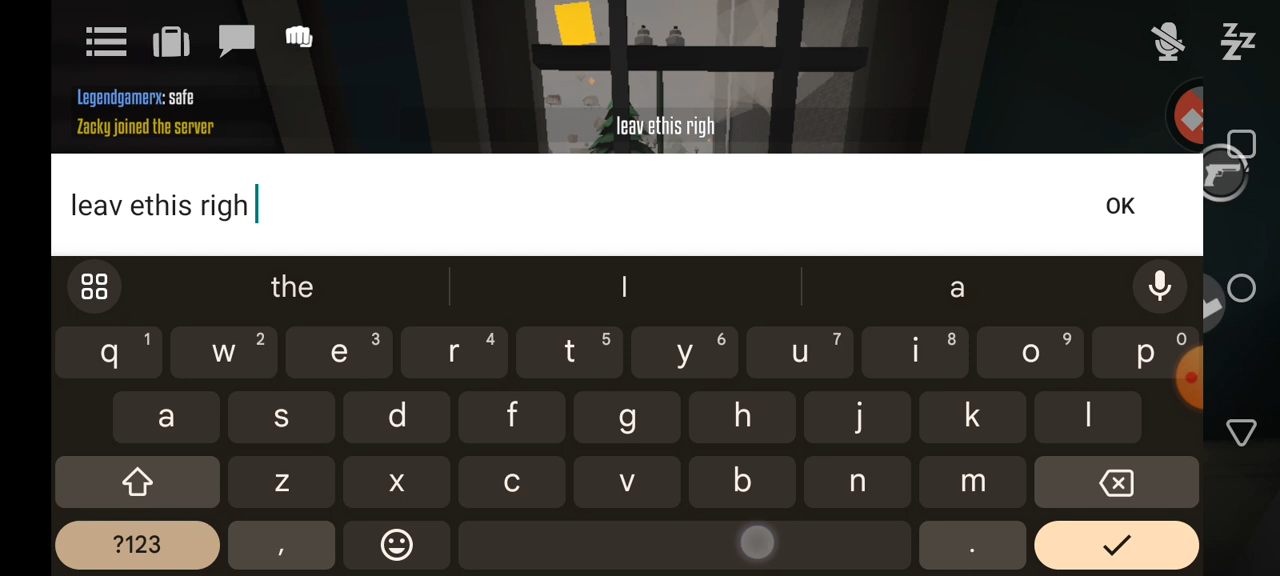 Legendgamerx: safe
Zacky joined the server
leav ethis righ
leav ethis righ
OK
the I a
q 1 w 2 e 3 r 4 t 5 y 6 u 7 i 8 o 9 p 0
a s d f g h j k l
z x c v b n m
?123 , .